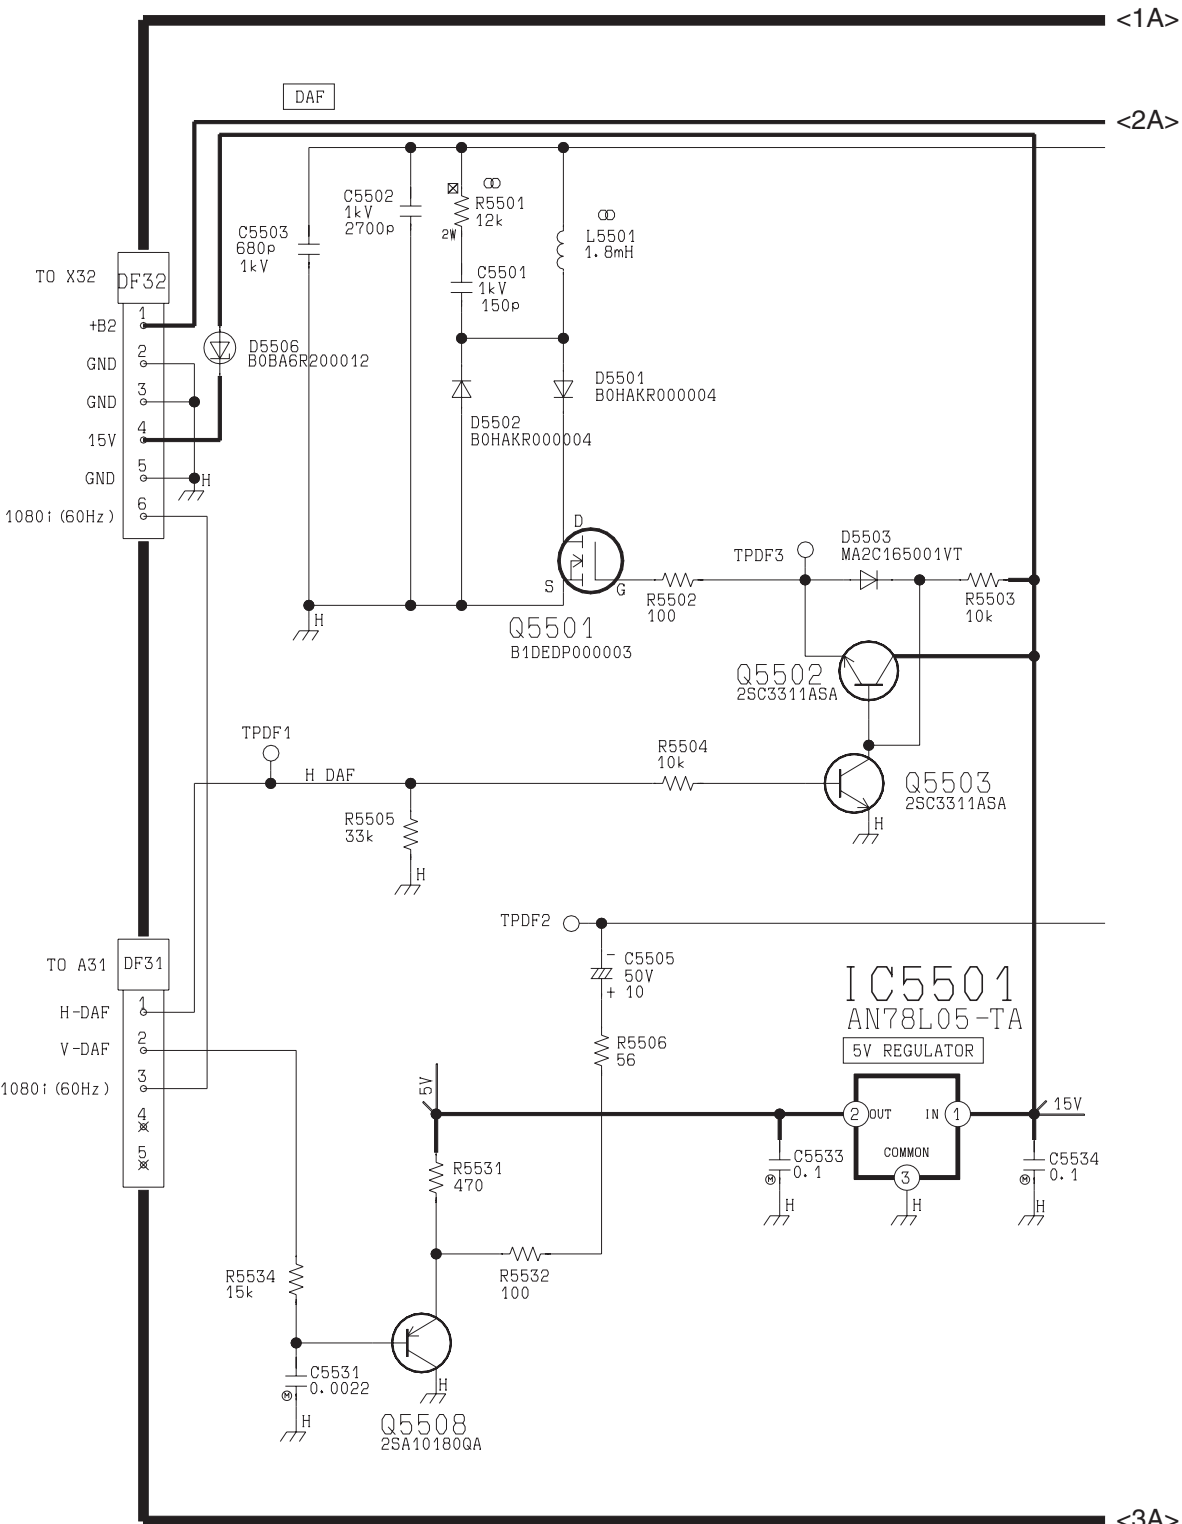 <1A>
DAF
<2A>
C5503
680p
1kV
C5502
1kV
2700p
R5501
12k
2W
C5501
1kV
150p
L5501
1.8mH
TO X32
DF32
+B2
1
GND
2
GND
3
15V
4
GND
5
1080i(60Hz)
6
H
D5506
B0BA6R200012
D5502
B0HAKR000004
D5501
B0HAKR000004
H
D
S
G
Q5501
B1DEDP000003
R5502
100
TPDF3
D5503
MA2C165001VT
R5503
10k
Q5502
2SC3311ASA
TPDF1
H DAF
R5505
33k
H
R5504
10k
Q5503
2SC3311ASA
H
TPDF2
- C5505
50V
+ 10
R5506
56
TO A31
DF31
H-DAF
1
V-DAF
2
1080i(60Hz)
3
4
5
IC5501
AN78L05-TA
5V REGULATOR
2
OUT
IN
1
COMMON
3
H
5V
15V
C5533
0.1
M
H
C5534
0.1
M
H
R5531
470
R5532
100
R5534
15k
C5531
0.0022
M
H
H
Q5508
2SA10180QA
<3A>